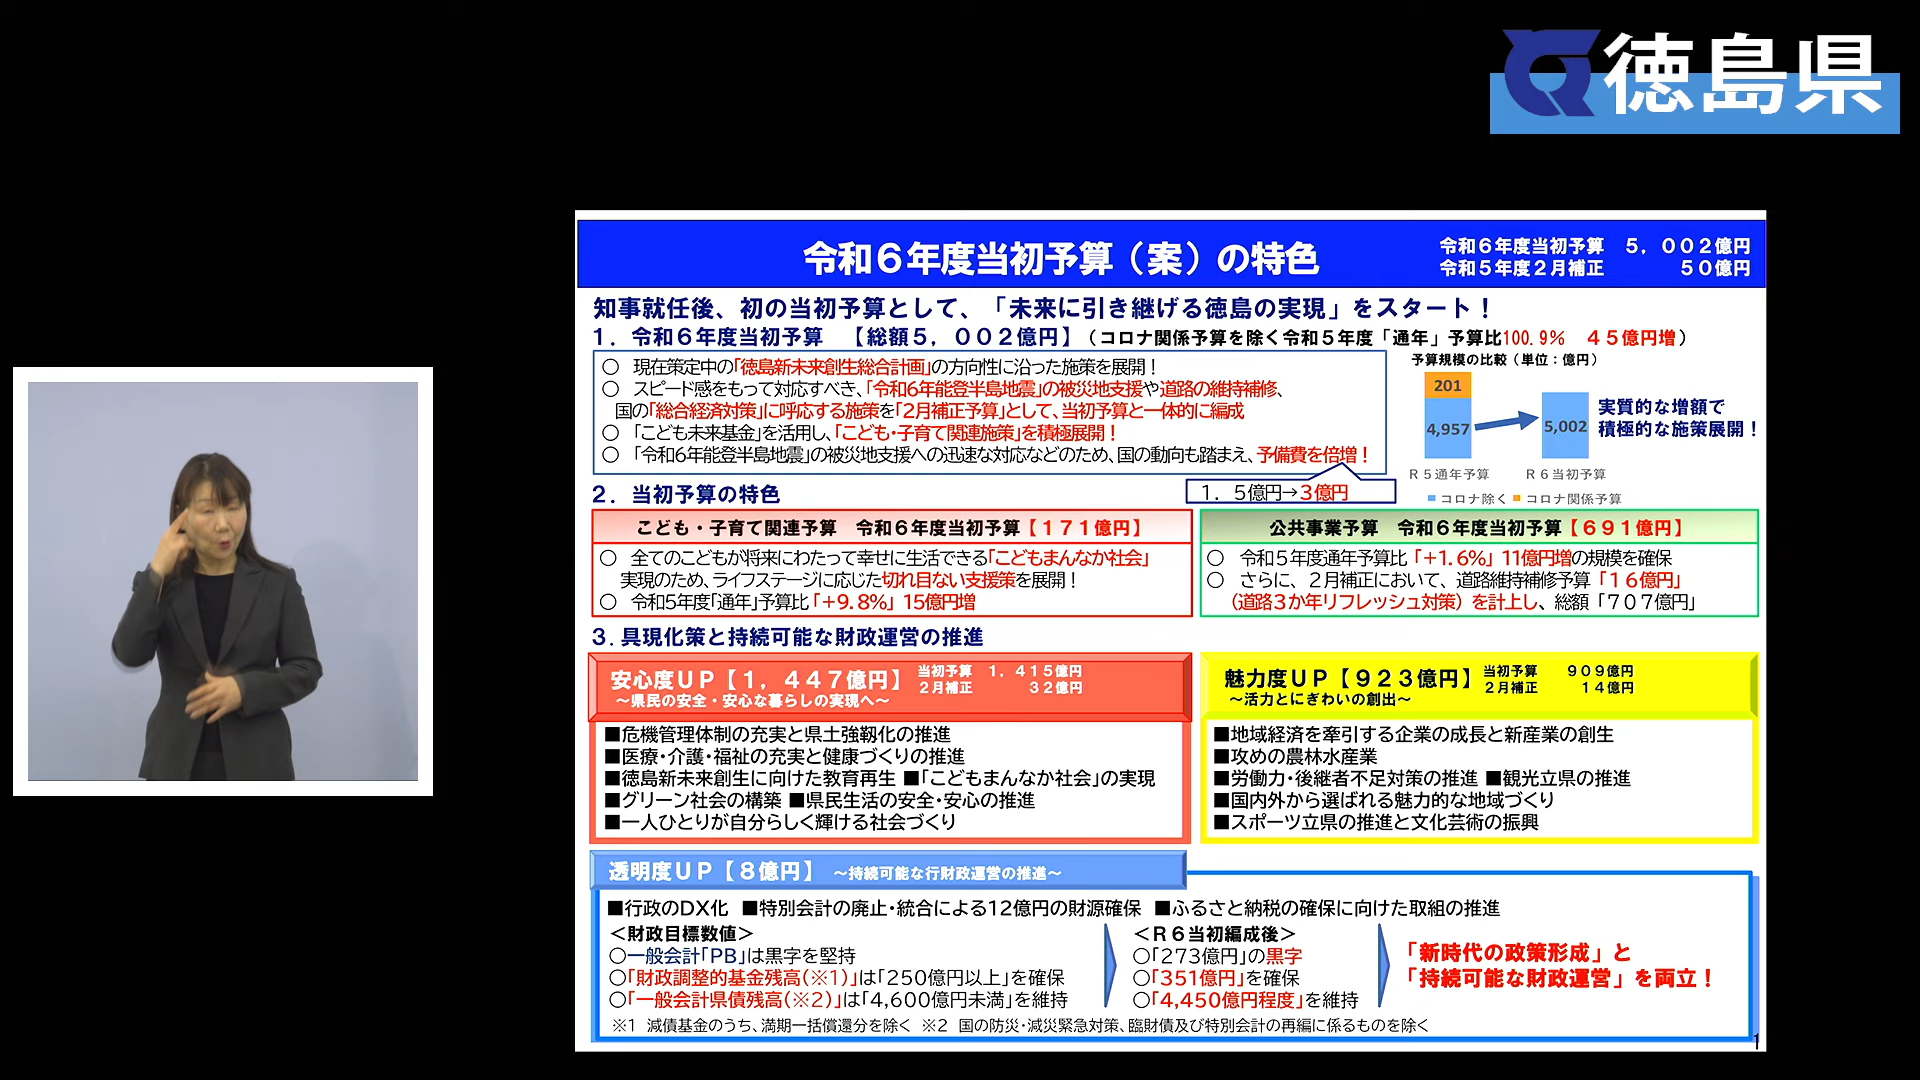 徳島県
令和6年度当初予算（案）の特色
令和6年度当初予算　5，002億円
令和5年度2月補正　50億円
知事就任後、初の当初予算として、「未来に引き継げる徳島の実現」をスタート！
1．令和6年度当初予算　【総額5，002億円】（コロナ関係予算を除く令和5年度「通年」予算比100.9%　45億円増）
○　現在策定中の「徳島新未来創生総合計画」の方向性に沿った施策を展開！
○　スピード感をもって対応すべき、「令和6年能登半島地震」の被災地支援や道路の維持補修、
国の「総合経済対策」に呼応する施策を「2月補正予算」として、当初予算と一体的に編成
○　「こども未来基金」を活用し、「こども・子育て関連施策」を積極展開！
○　「令和6年能登半島地震」の被災地支援への迅速な対応などのため、国の動向も踏まえ、予備費を倍増！
1．5億円→3億円
予算規模の比較（単位：億円）
201
4,957
5,002
実質的な増額で
積極的な施策展開！
R5通年予算　R6当初予算
■コロナ除く ■コロナ関係予算
2．当初予算の特色
こども・子育て関連予算　令和6年度当初予算【171億円】
○　全てのこどもが将来にわたって幸せに生活できる「こどもまんなか社会」
実現のため、ライフステージに応じた切れ目ない支援策を展開！
○　令和5年度「通年」予算比「+9.8%」 15億円増
公共事業予算　令和6年度当初予算【691億円】
○　令和5年度通年予算比「+1.6%」11億円増の規模を確保
○　さらに、2月補正において、道路維持補修予算「16億円」
（道路3か年リフレッシュ対策）を計上し、総額「707億円」
3．具現化策と持続可能な財政運営の推進
安心度UP【1，447億円】
当初予算　1，415億円
2月補正　32億円
～県民の安全・安心な暮らしの実現へ～
■危機管理体制の充実と県土強靱化の推進
■医療・介護・福祉の充実と健康づくりの推進
■徳島新未来創生に向けた教育再生 ■「こどもまんなか社会」の実現
■グリーン社会の構築 ■県民生活の安全・安心の推進
■一人ひとりが自分らしく輝ける社会づくり
魅力度UP【923億円】
当初予算　909億円
2月補正　14億円
～活力とにぎわいの創出～
■地域経済を牽引する企業の成長と新産業の創生
■攻めの農林水産業
■労働力・後継者不足対策の推進 ■観光立県の推進
■国内外から選ばれる魅力的な地域づくり
■スポーツ立県の推進と文化芸術の振興
透明度UP【8億円】　～持続可能な行財政運営の推進～
■行政のDX化 ■特別会計の廃止・統合による12億円の財源確保 ■ふるさと納税の確保に向けた取組の推進
＜財政目標数値＞
○一般会計「PB」は黒字を堅持
○「財政調整的基金残高（※1）」は「250億円以上」を確保
○「一般会計県債残高（※2）」は「4,600億円未満」を維持
＜R6当初編成後＞
○「273億円」の黒字
○「351億円」を確保
○「4,450億円程度」を維持
「新時代の政策形成」と
「持続可能な財政運営」を両立！
※1　減債基金のうち、満期一括償還分を除く　※2　国の防災・減災緊急対策、臨財債及び特別会計の再編に係るものを除く
1